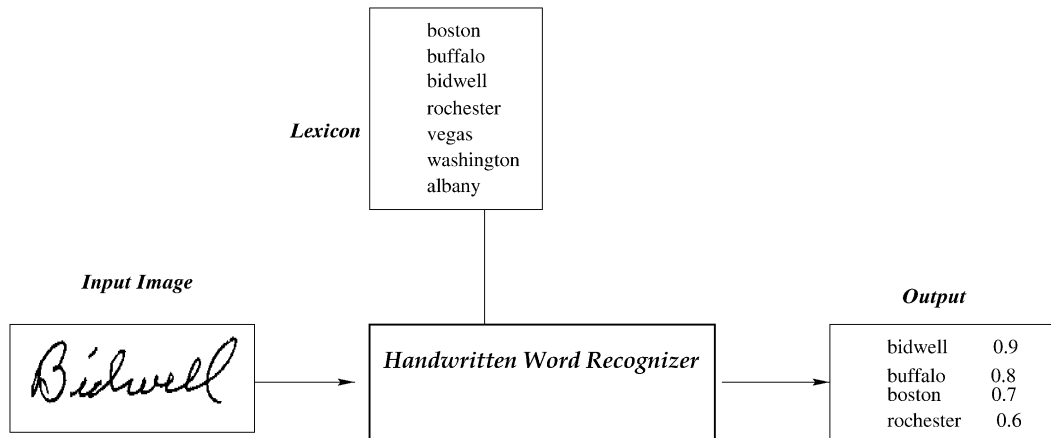 boston
buffalo
bidwell
rochester
vegas
washington
albany
Lexicon
Input Image
Bidwell
Handwritten Word Recognizer
Output
bidwell 0.9
buffalo 0.8
boston 0.7
rochester 0.6